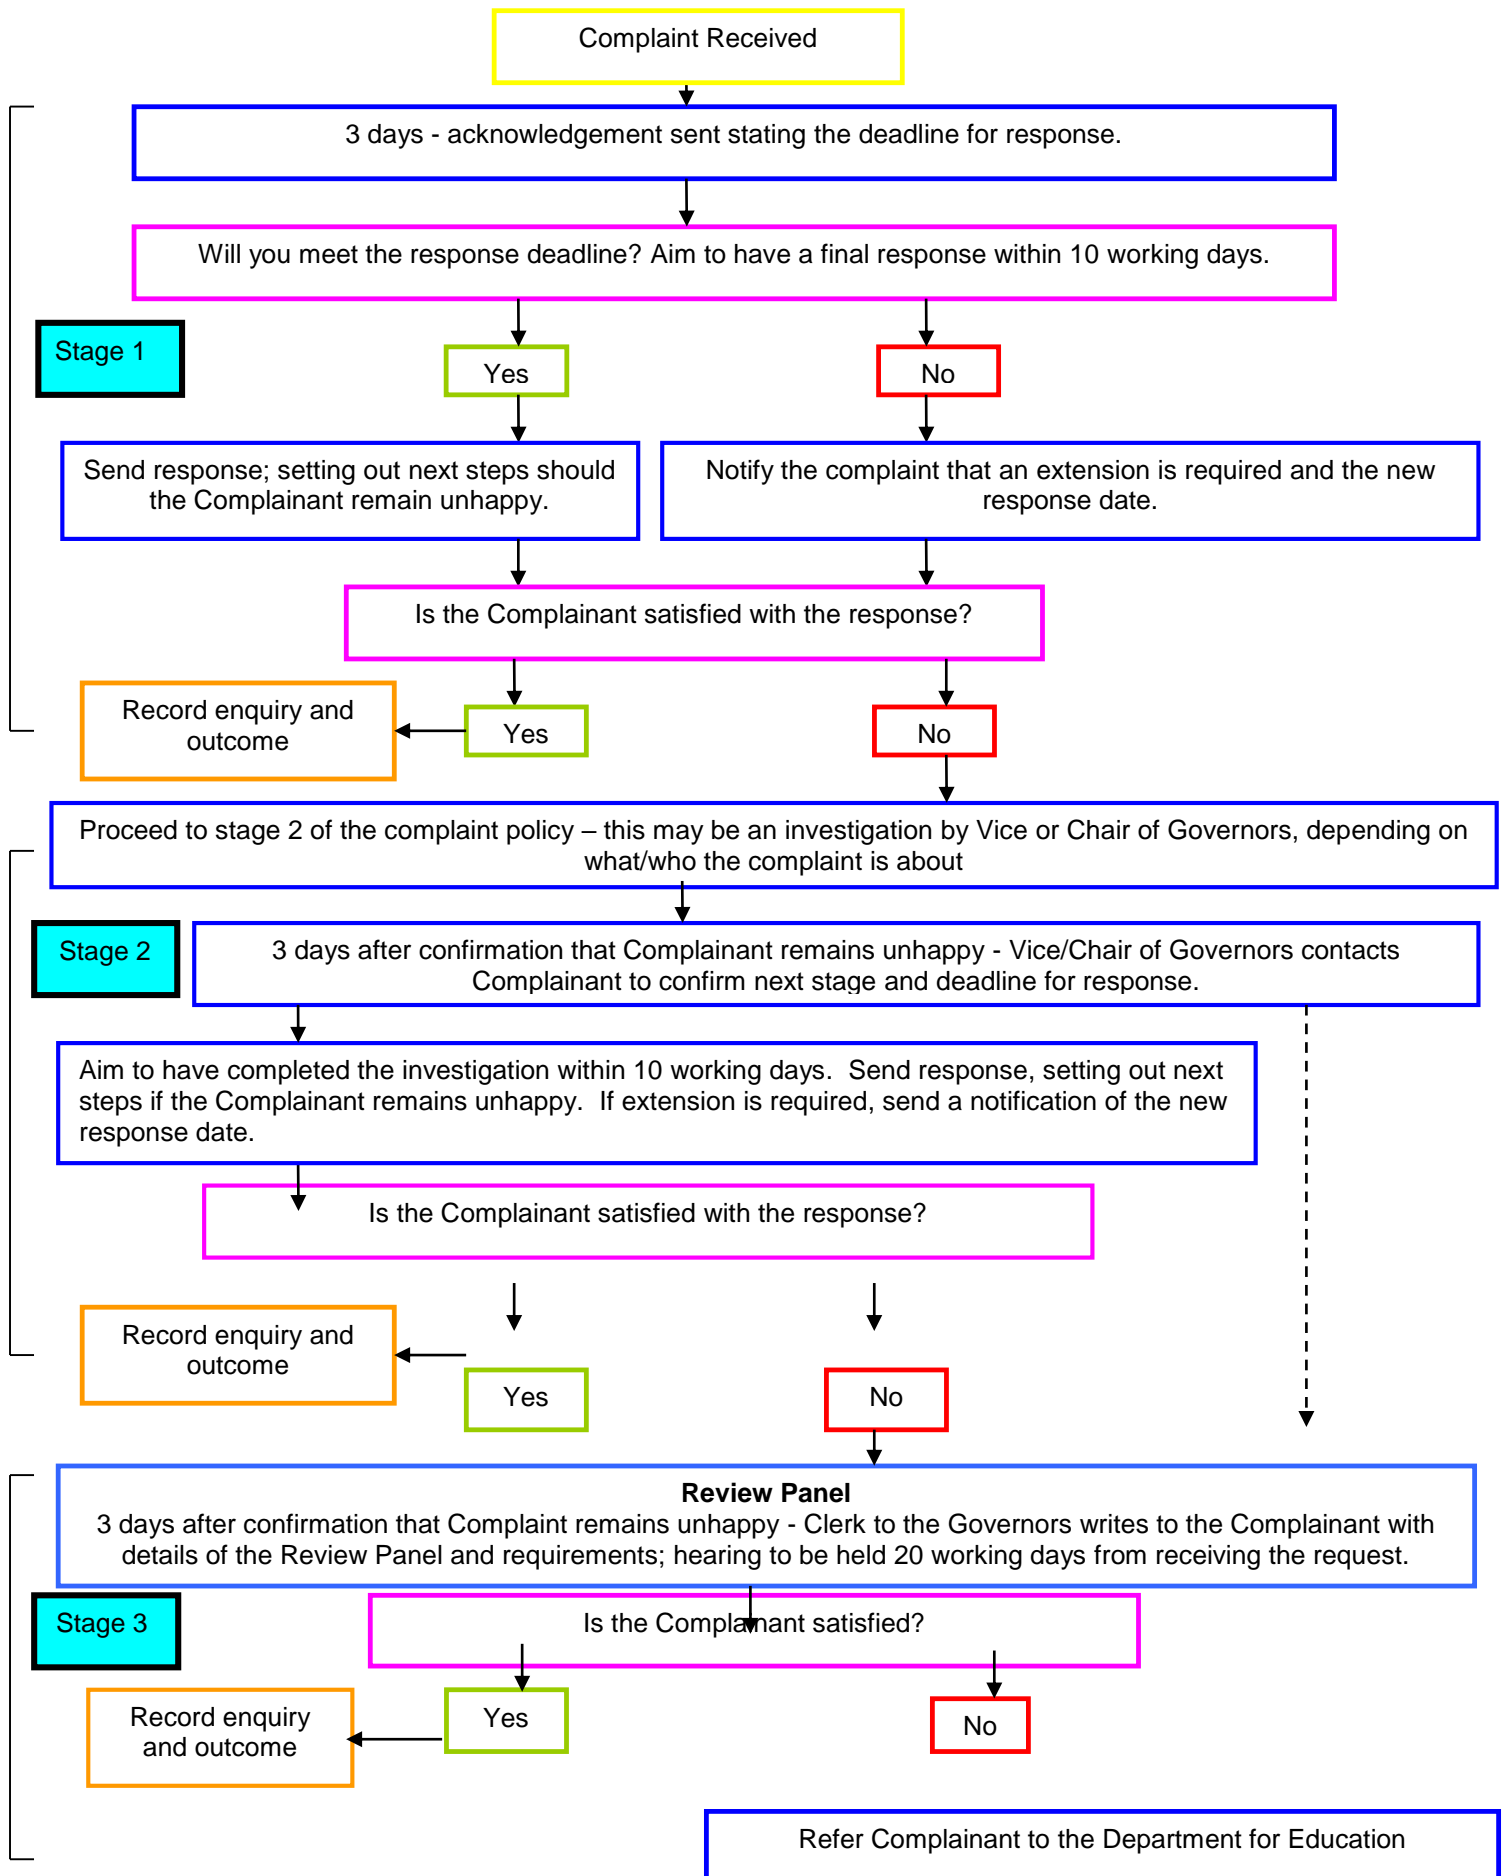 Complaint Received
3 days - acknowledgement sent stating the deadline for response.
Will you meet the response deadline? Aim to have a final response within 10 working days.
Stage 1
Yes
No
Send response; setting out next steps should
the Complainant remain unhappy.
Notify the complaint that an extension is required and the new
response date.
Is the Complainant satisfied with the response?
Record enquiry and
outcome
Yes
No
Proceed to stage 2 of the complaint policy – this may be an investigation by Vice or Chair of Governors, depending on
what/who the complaint is about
Stage 2
3 days after confirmation that Complainant remains unhappy - Vice/Chair of Governors contacts
Complainant to confirm next stage and deadline for response.
Aim to have completed the investigation within 10 working days.  Send response, setting out next
steps if the Complainant remains unhappy.  If extension is required, send a notification of the new
response date.
Is the Complainant satisfied with the response?
Record enquiry and
outcome
Yes
No
Review Panel
3 days after confirmation that Complaint remains unhappy - Clerk to the Governors writes to the Complainant with
details of the Review Panel and requirements; hearing to be held 20 working days from receiving the request.
Stage 3
Is the Complainant satisfied?
Record enquiry
and outcome
Yes
No
Refer Complainant to the Department for Education